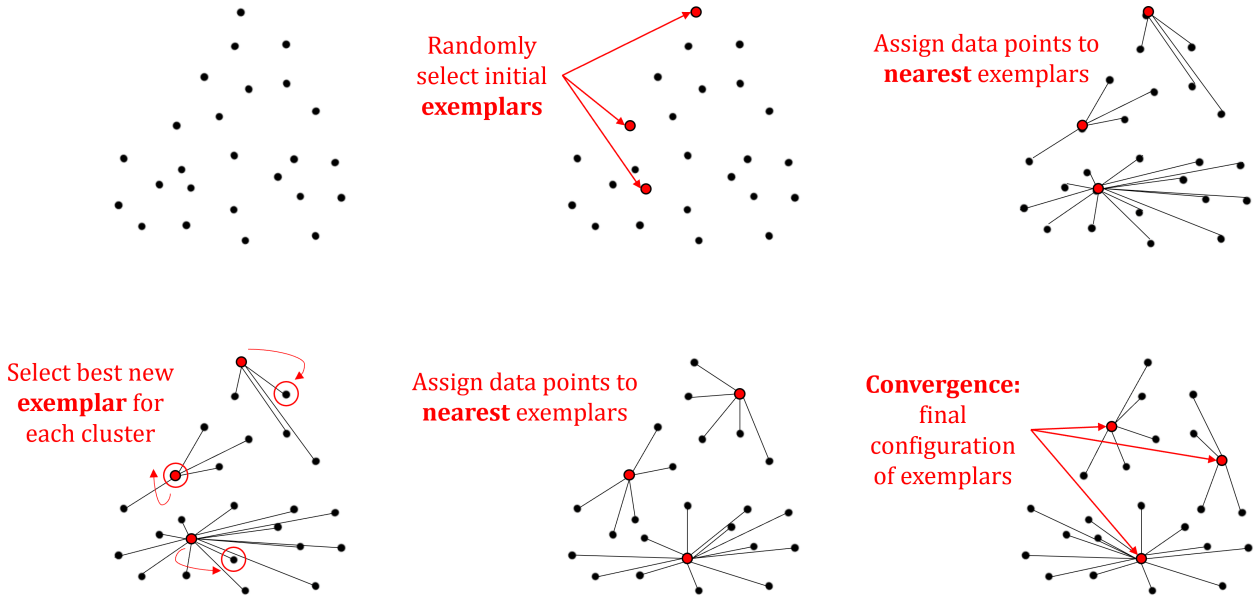 Randomly
select initial
exemplars
Assign data points to
nearest exemplars
Select best new
exemplar for
each cluster
Assign data points to
nearest exemplars
Convergence:
final
configuration
of exemplars